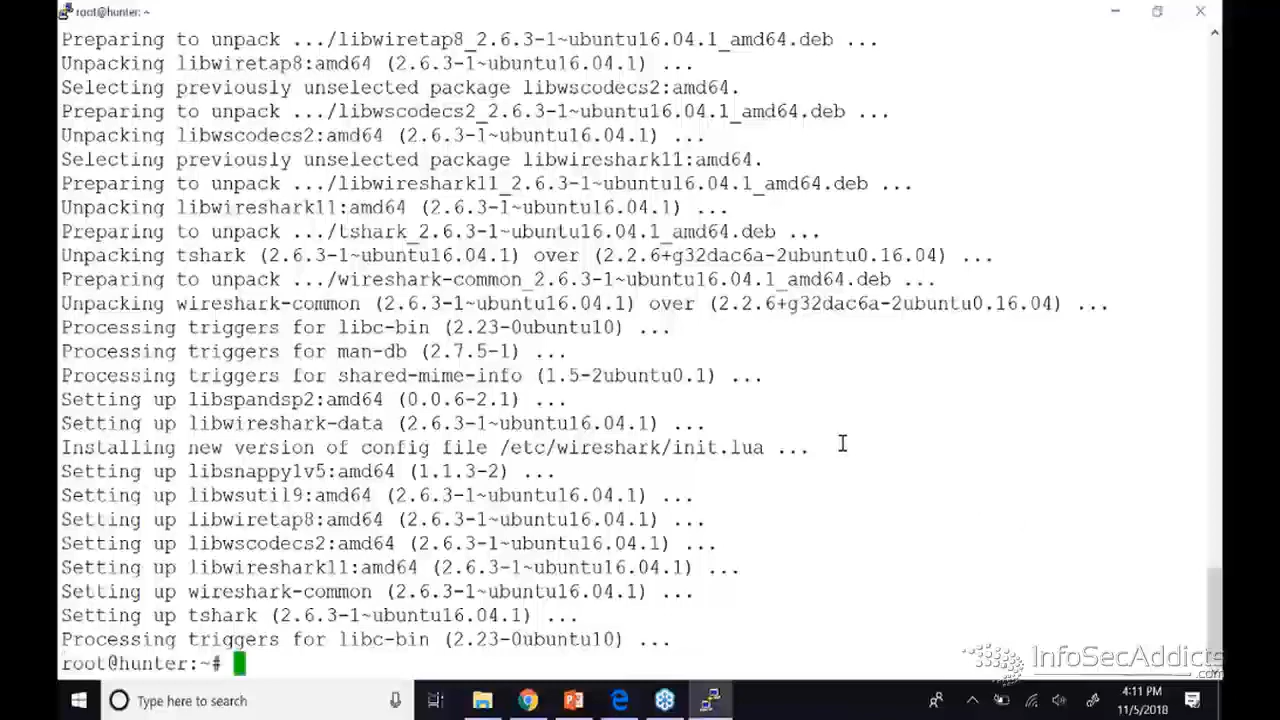 root@hunter: ~
Preparing to unpack .../libwiretap8_2.6.3-1~ubuntu16.04.1_amd64.deb ...
Unpacking libwiretap8:amd64 (2.6.3-1~ubuntu16.04.1) ...
Selecting previously unselected package libwscodecs2:amd64.
Preparing to unpack .../libwscodecs2_2.6.3-1~ubuntu16.04.1_amd64.deb ...
Unpacking libwscodecs2:amd64 (2.6.3-1~ubuntu16.04.1) ...
Selecting previously unselected package libwireshark11:amd64.
Preparing to unpack .../libwireshark11_2.6.3-1~ubuntu16.04.1_amd64.deb ...
Unpacking libwireshark11:amd64 (2.6.3-1~ubuntu16.04.1) ...
Preparing to unpack .../tshark_2.6.3-1~ubuntu16.04.1_amd64.deb ...
Unpacking tshark (2.6.3-1~ubuntu16.04.1) over (2.2.6+g32dac6a-2ubuntu0.16.04) ...
Preparing to unpack .../wireshark-common_2.6.3-1~ubuntu16.04.1_amd64.deb ...
Unpacking wireshark-common (2.6.3-1~ubuntu16.04.1) over (2.2.6+g32dac6a-2ubuntu0.16.04) ...
Processing triggers for libc-bin (2.23-0ubuntu10) ...
Processing triggers for man-db (2.7.5-1) ...
Processing triggers for shared-mime-info (1.5-2ubuntu0.1) ...
Setting up libspandsp2:amd64 (0.0.6-2.1) ...
Setting up libwireshark-data (2.6.3-1~ubuntu16.04.1) ...
Installing new version of config file /etc/wireshark/init.lua ...
Setting up libsnappy1v5:amd64 (1.1.3-2) ...
Setting up libwsutil9:amd64 (2.6.3-1~ubuntu16.04.1) ...
Setting up libwiretap8:amd64 (2.6.3-1~ubuntu16.04.1) ...
Setting up libwscodecs2:amd64 (2.6.3-1~ubuntu16.04.1) ...
Setting up libwireshark11:amd64 (2.6.3-1~ubuntu16.04.1) ...
Setting up wireshark-common (2.6.3-1~ubuntu16.04.1) ...
Setting up tshark (2.6.3-1~ubuntu16.04.1) ...
Processing triggers for libc-bin (2.23-0ubuntu10) ...
root@hunter:~#
InfoSecAddicts
.com
Type here to search
4:11 PM
11/5/2018